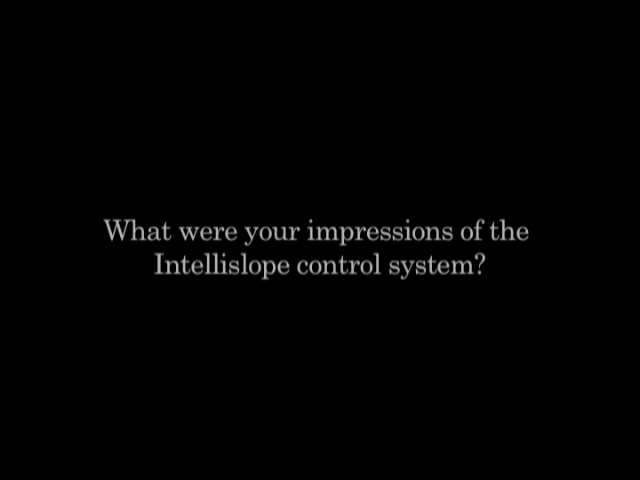 What were your impressions of the
Intellislope control system?